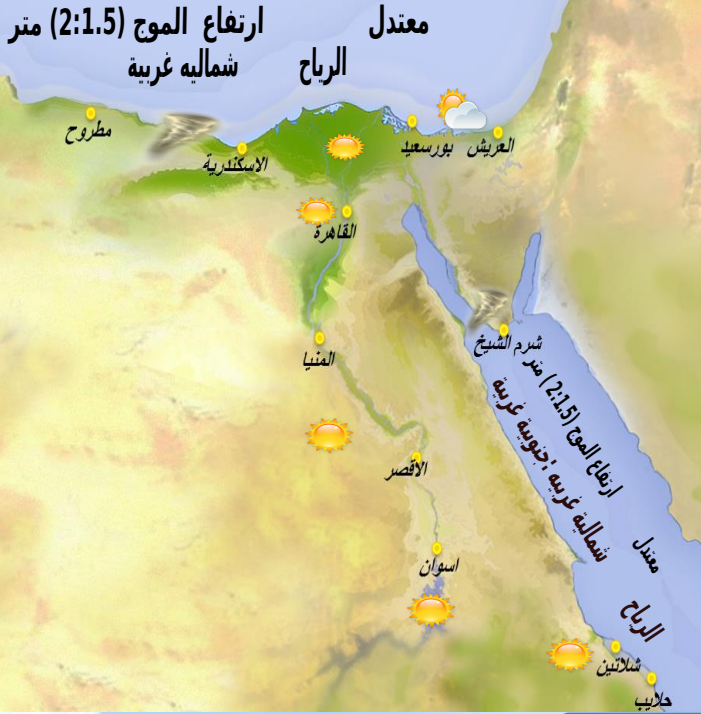 معتدل ارتفاع الموج (2:1.5) متر
الرياح شماليه غربية
مطروح
الاسكندرية
بورسعيد
العريش
القاهرة
المنيا
شرم الشيخ
الاقصر
اسوان
معتدل ارتفاع الموج (2:1.5) متر
الرياح شمالية غربية :جنوبية غربية
شلاتين
حلايب